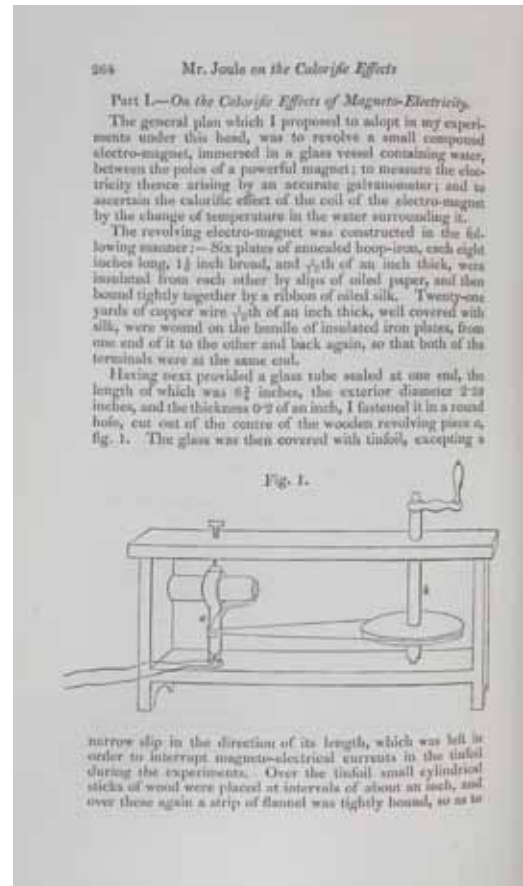 264 Mr. Joule on the Calorific Effects
Part I.—On the Calorific Effects of Magneto-Electricity.
The general plan which I proposed to adopt in my experi-
ments under this head, was to revolve a small compound
electro-magnet, immersed in a glass vessel containing water,
between the poles of a powerful magnet; to measure the elec-
tricity thence arising by an accurate galvanometer; and to
ascertain the calorific effect of the coil of the electro-magnet
by the change of temperature in the water surrounding it.
The revolving electro-magnet was constructed in the fol-
lowing manner:—Six plates of annealed hoop-iron, each eight
inches long, inch broad, and th of an inch thick, were
insulated from each other by slips of oiled paper, and then
bound tightly together by a ribbon of oiled silk. Twenty-one
yards of copper wire th of an inch thick, well covered with
silk, were wound on the bundle of insulated iron plates, from
one end of it to the other and back again, so that both of the
terminals were at the same end.
Having next provided a glass tube sealed at one end, the
length of which was inches, the exterior diameter
inches, and the thickness 0·2 of an inch, I fastened it in a round
hole, cut out of the centre of the wooden revolving piece a,
fig. 1. The glass was then covered with tinfoil, excepting a
Fig. 1.
a
b
narrow slip in the direction of its length, which was left in
order to interrupt magneto-electrical currents in the tinfoil
during the experiments. Over the tinfoil small cylindrical
sticks of wood were placed at intervals of about an inch, and
over these again a strip of flannel was tightly bound, so as to